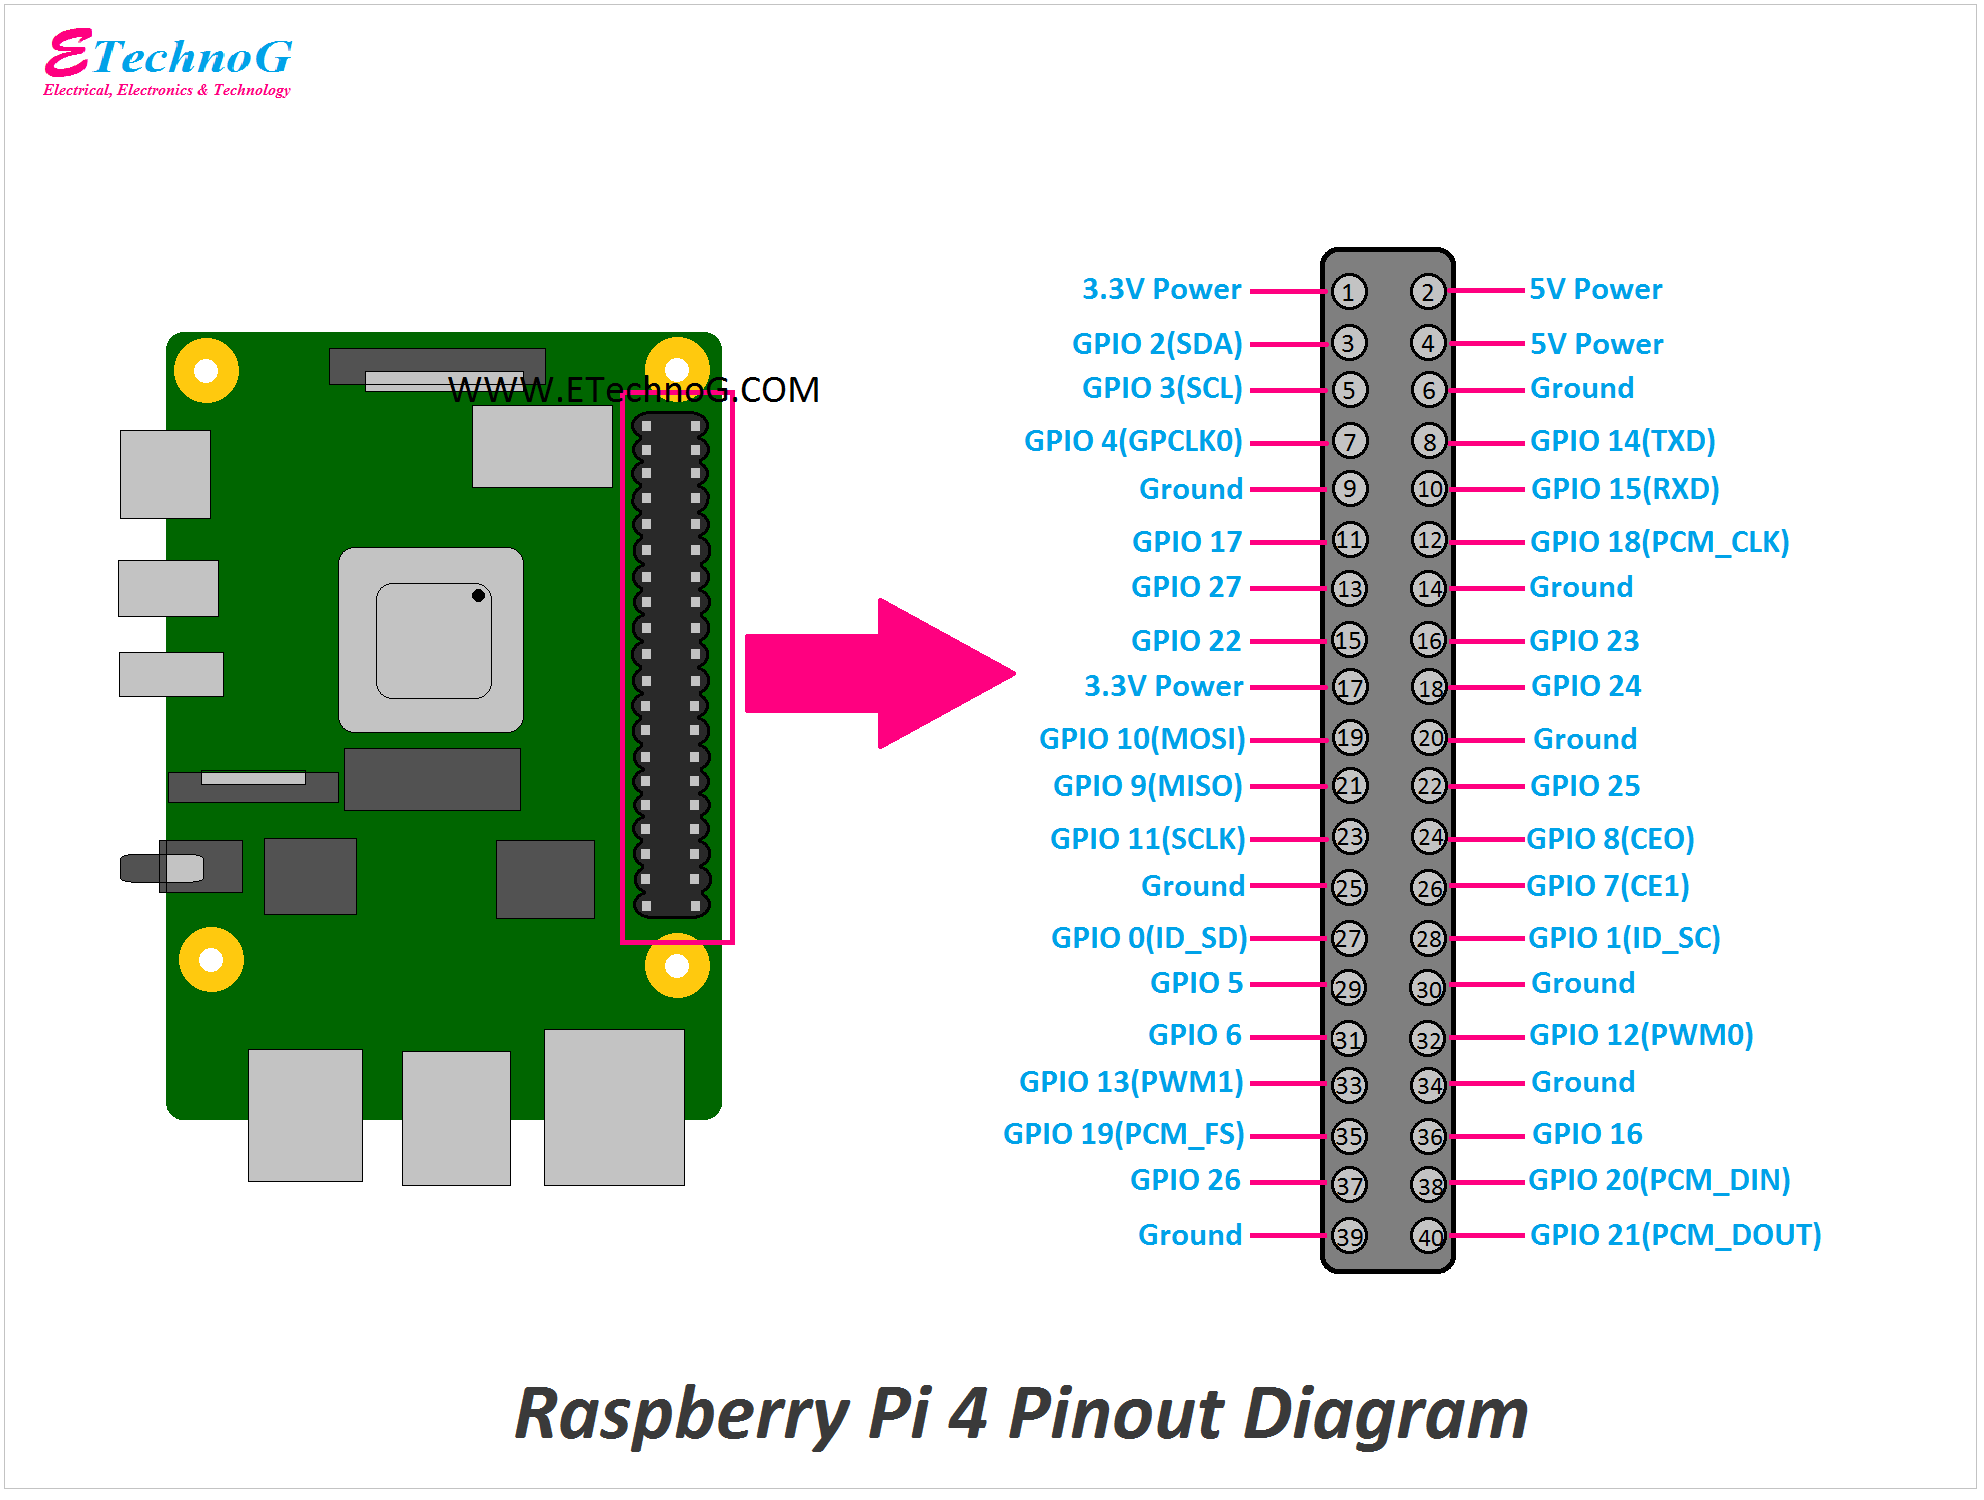 ETechnoG
Electrical, Electronics & Technology
WWW.ETechnoG.COM
3.3V Power 1 2 5V Power
GPIO 2(SDA) 3 4 5V Power
GPIO 3(SCL) 5 6 Ground
GPIO 4(GPCLK0) 7 8 GPIO 14(TXD)
Ground 9 10 GPIO 15(RXD)
GPIO 17 11 12 GPIO 18(PCM_CLK)
GPIO 27 13 14 Ground
GPIO 22 15 16 GPIO 23
3.3V Power 17 18 GPIO 24
GPIO 10(MOSI) 19 20 Ground
GPIO 9(MISO) 21 22 GPIO 25
GPIO 11(SCLK) 23 24 GPIO 8(CEO)
Ground 25 26 GPIO 7(CE1)
GPIO 0(ID_SD) 27 28 GPIO 1(ID_SC)
GPIO 5 29 30 Ground
GPIO 6 31 32 GPIO 12(PWM0)
GPIO 13(PWM1) 33 34 Ground
GPIO 19(PCM_FS) 35 36 GPIO 16
GPIO 26 37 38 GPIO 20(PCM_DIN)
Ground 39 40 GPIO 21(PCM_DOUT)
Raspberry Pi 4 Pinout Diagram